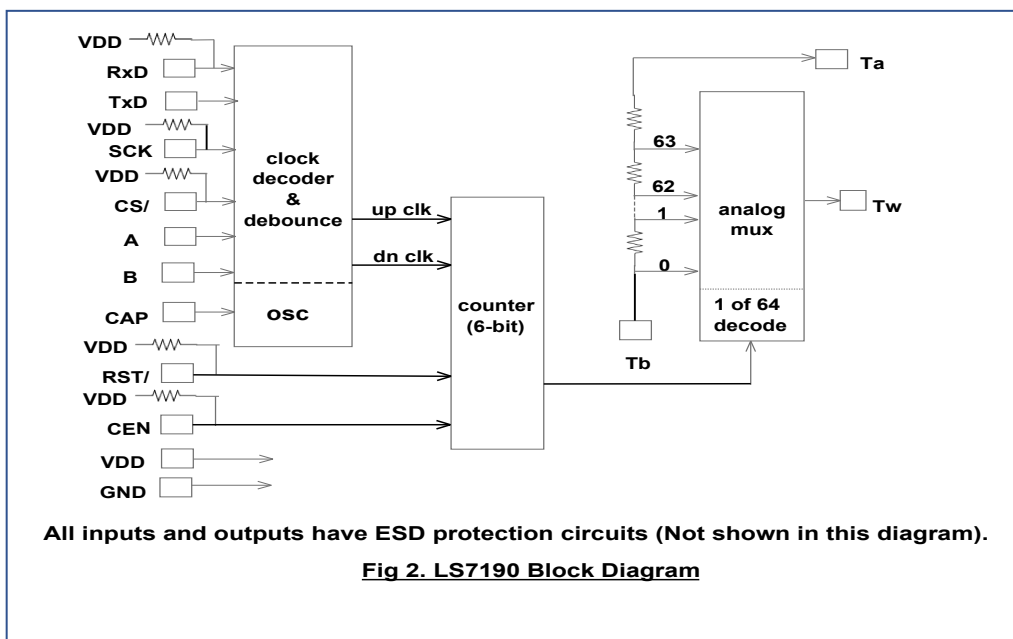 VDD
RxD
TxD
VDD
SCK
VDD
CS/
A
B
CAP
VDD
RST/
VDD
CEN
VDD
GND
clock
decoder
&
debounce
osc
up clk
dn clk
counter
(6-bit)
Ta
63
62
1
0
Tb
analog
mux
1 of 64
decode
Tw
All inputs and outputs have ESD protection circuits (Not shown in this diagram).
Fig 2. LS7190 Block Diagram